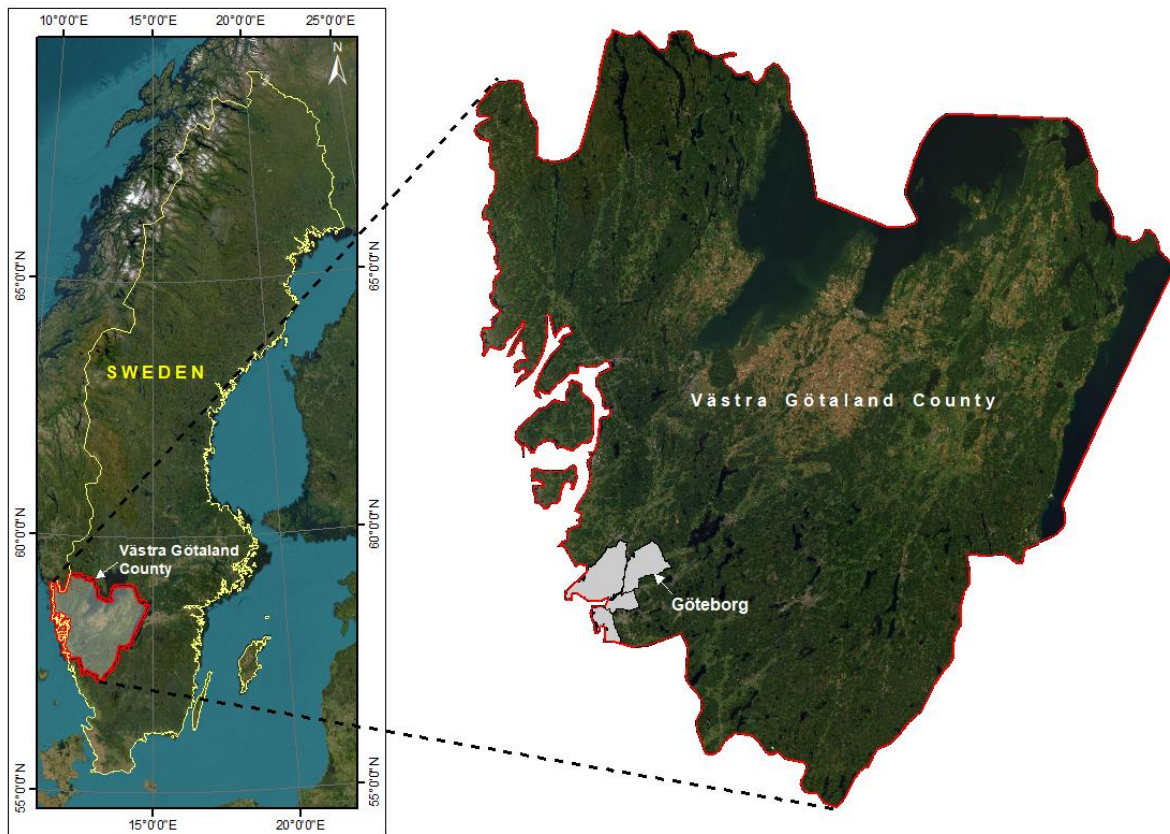 10°0'0"E 15°0'0"E 20°0'0"E 25°0'0"E
N
65°0'0"N
65°0'0"N
SWEDEN
60°0'0"N
60°0'0"N
Västra Götaland
County
55°0'0"N
55°0'0"N
15°0'0"E 20°0'0"E
Västra Götaland County
Göteborg